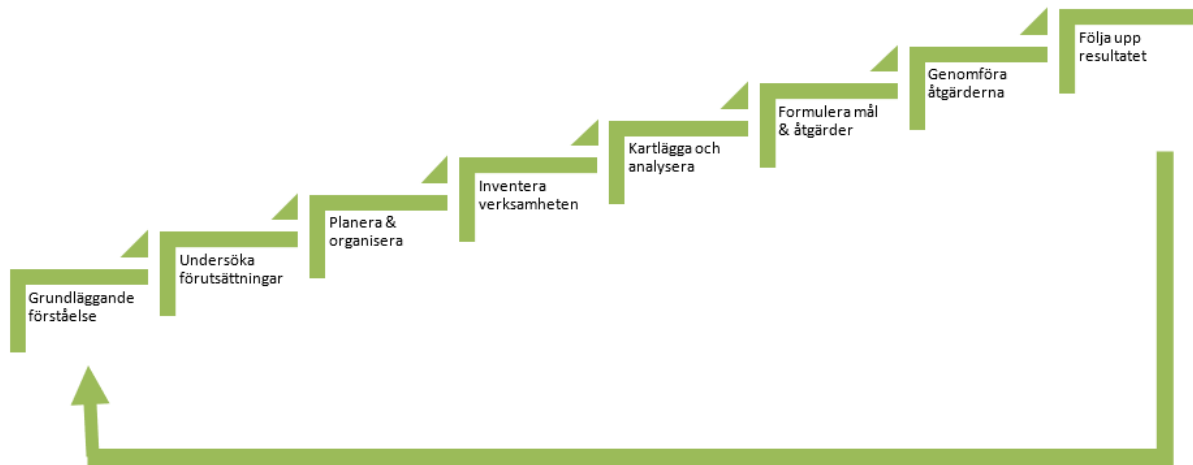 Grundläggande
förståelse
Undersöka
förutsättningar
Planera &
organisera
Inventera
verksamheten
Kartlägga och
analysera
Formulera mål
& åtgärder
Genomföra
åtgärderna
Följa upp
resultatet